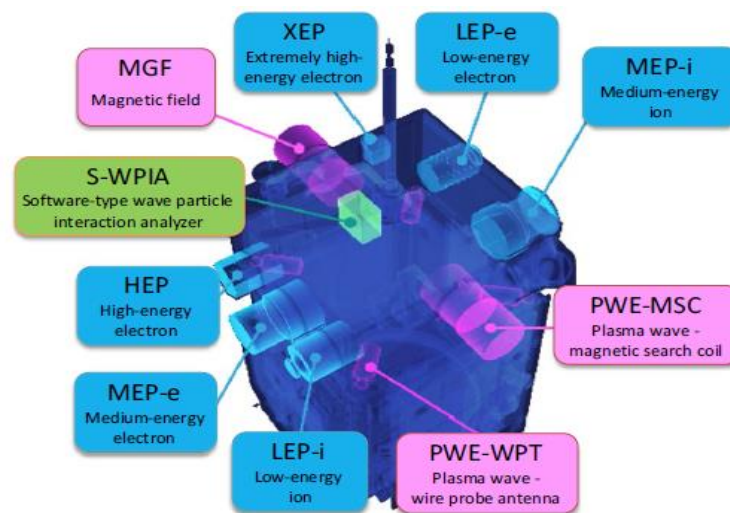 XEP
Extremely high-
energy electron
LEP-e
Low-energy
electron
MGF
Magnetic field
MEP-i
Medium-energy
ion
S-WPIA
Software-type wave particle
interaction analyzer
HEP
High-energy
electron
PWE-MSC
Plasma wave -
magnetic search coil
MEP-e
Medium-energy
electron
LEP-i
Low-energy
ion
PWE-WPT
Plasma wave -
wire probe antenna